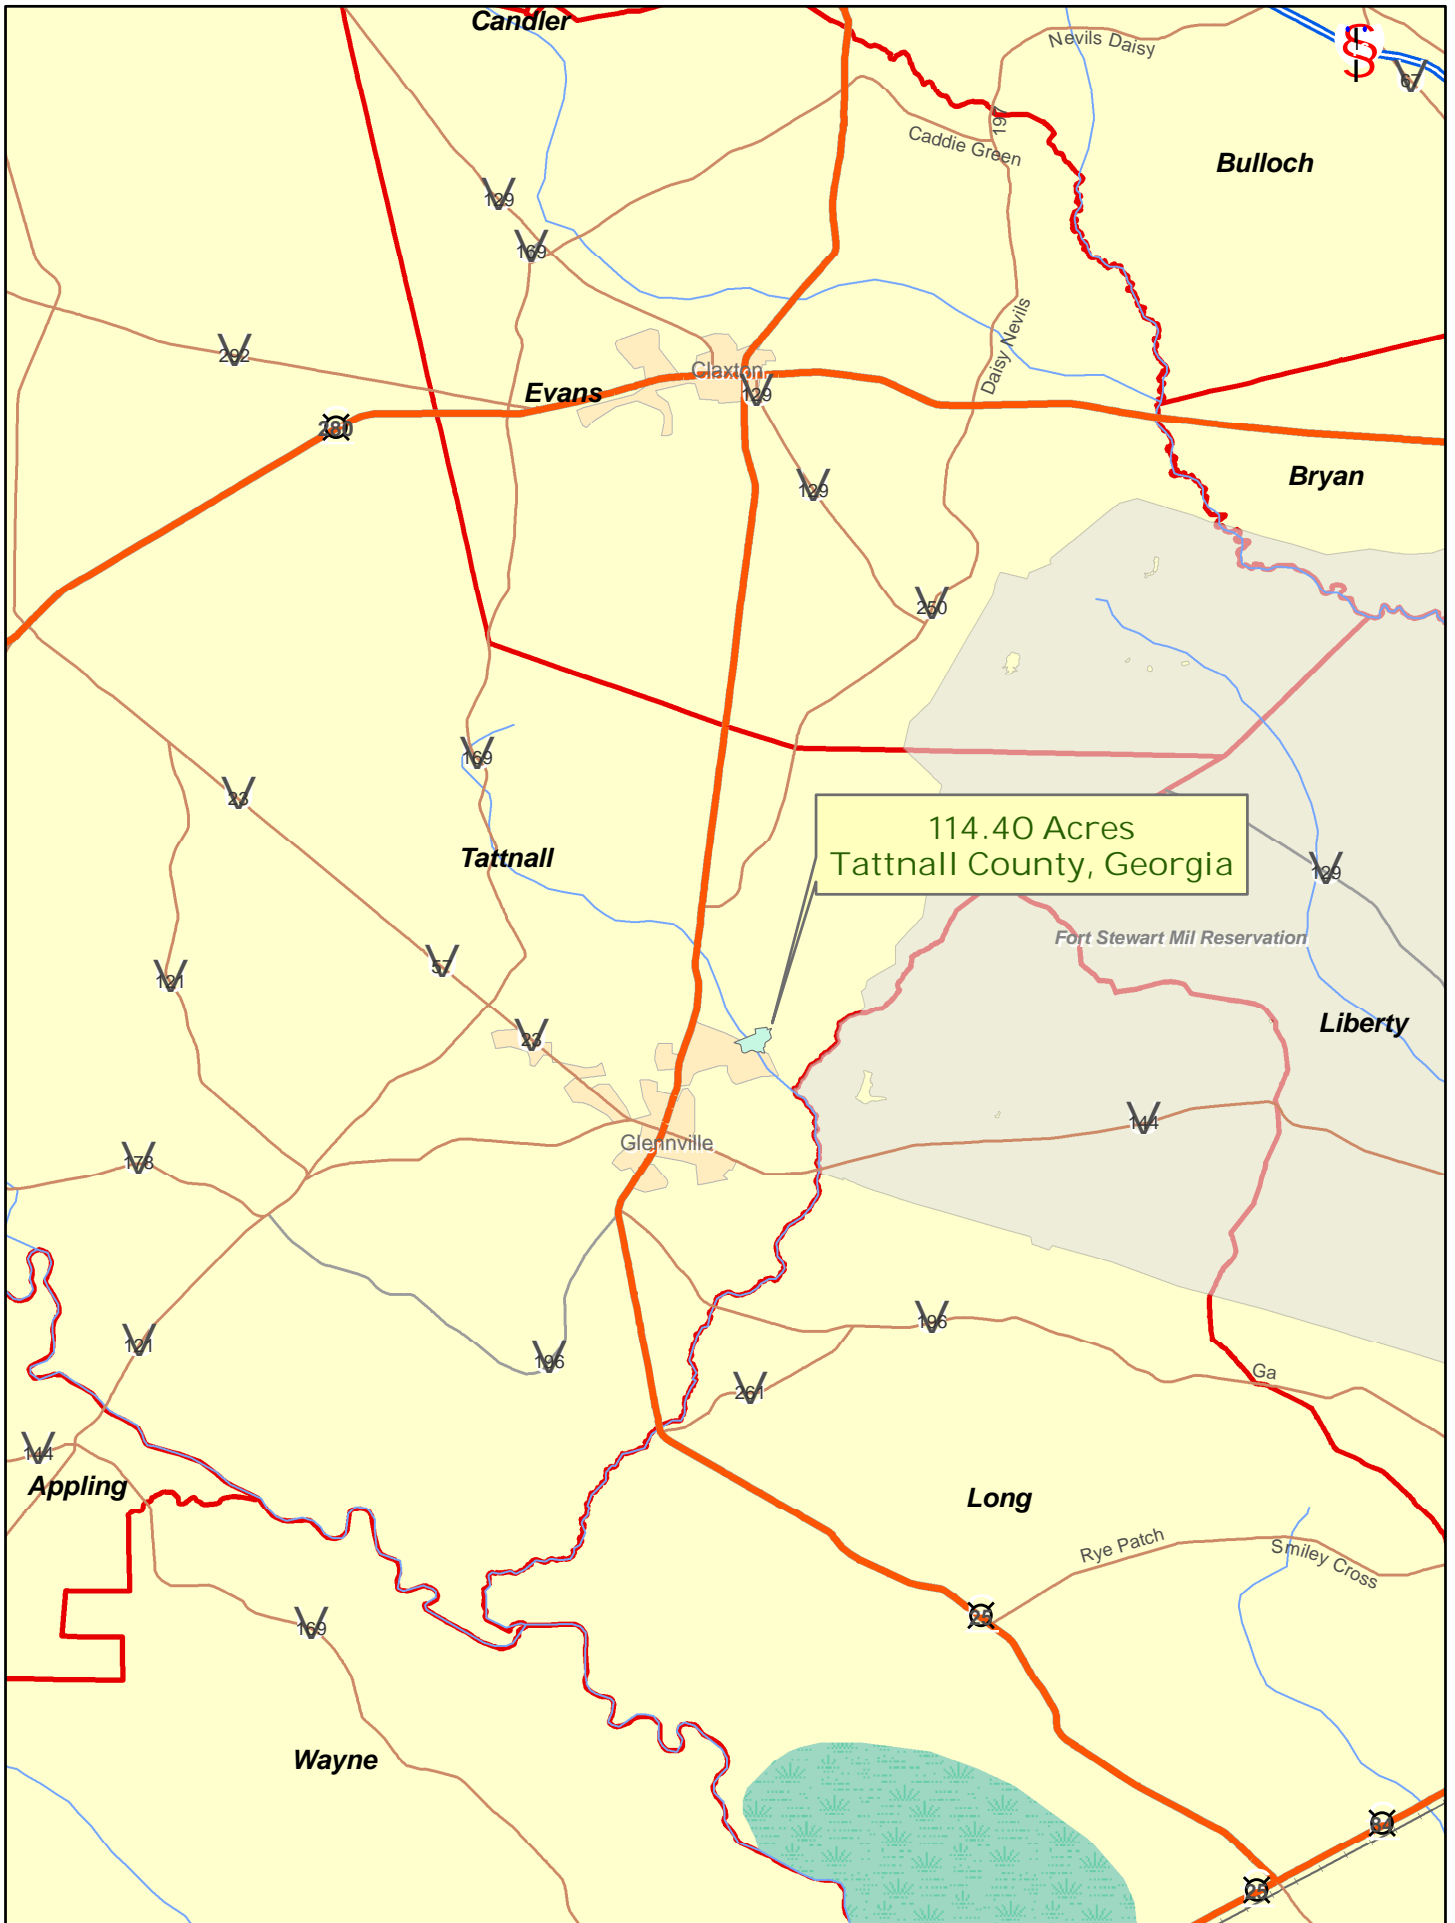 Candler
Nevils Daisy
67
197
Caddie Green
Bulloch
129
169
Daisy Nevils
292
Claxton
Evans
129
280
Bryan
129
250
169
23
114.40 Acres
Tattnall County, Georgia
Tattnall
129
Fort Stewart Mil Reservation
57
121
Liberty
23
144
Glennville
178
196
121
196
Ga
261
144
Appling
Long
Rye Patch
Smiley Cross
25
169
Wayne
84
25